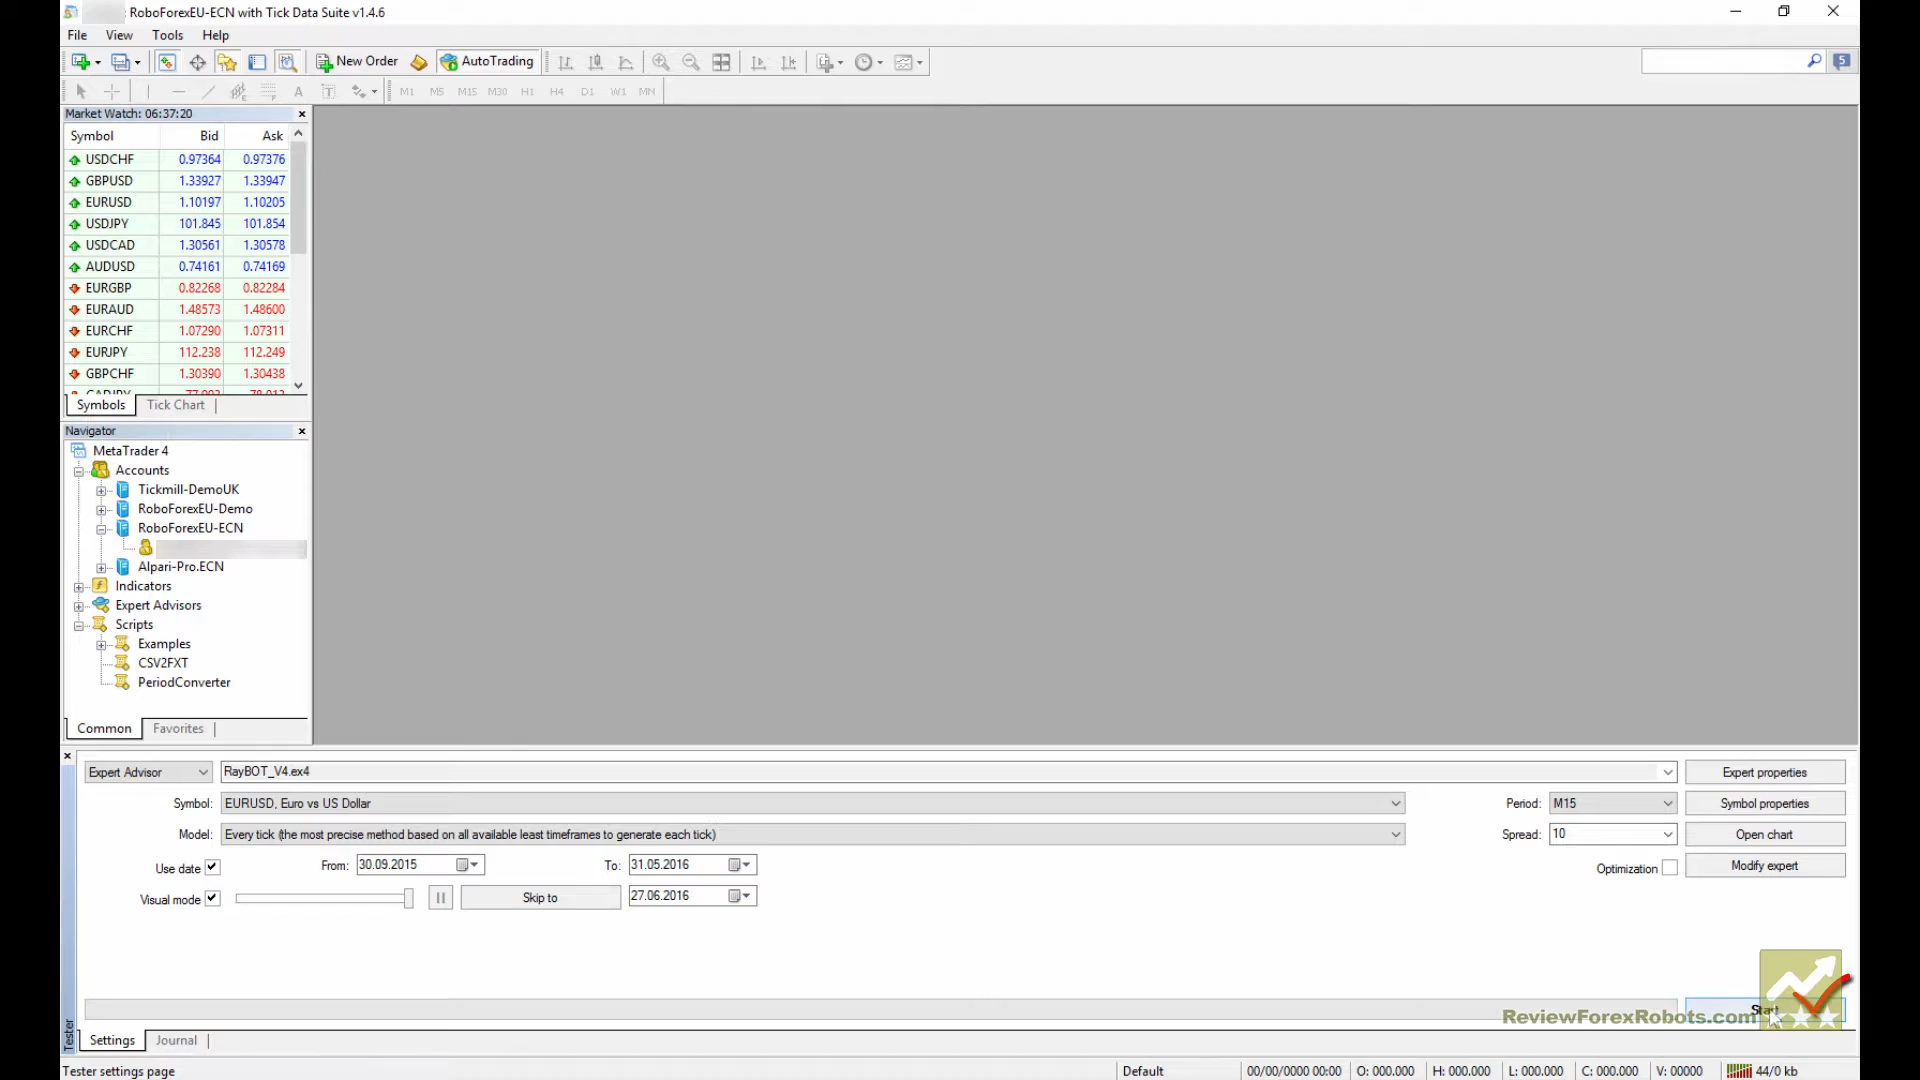 RoboForexEU-ECN with Tick Data Suite v1.4.6
File View Tools Help
New Order AutoTrading 5
A T M1 M5 M15 M30 H1 H4 D1 W1 MN
Market Watch: 06:37:20
Symbol Bid Ask
USDCHF 0.97364 0.97376
GBPUSD 1.33927 1.33947
EURUSD 1.10197 1.10205
USDJPY 101.845 101.854
USDCAD 1.30561 1.30578
AUDUSD 0.74161 0.74169
EURGBP 0.82268 0.82284
EURAUD 1.48573 1.48600
EURCHF 1.07290 1.07311
EURJPY 112.238 112.249
GBPCHF 1.30390 1.30438
Symbols Tick Chart
Navigator
MetaTrader 4
Accounts
Tickmill-DemoUK
RoboForexEU-Demo
RoboForexEU-ECN
Alpari-Pro.ECN
Indicators
Expert Advisors
Scripts
Examples
CSV2FXT
PeriodConverter
Common Favorites
Expert Advisor RayBOT_V4.ex4 Expert properties
Symbol: EURUSD, Euro vs US Dollar Period: M15 Symbol properties
Model: Every tick (the most precise method based on all available least timeframes to generate each tick) Spread: 10 Open chart
Use date From: 30.09.2015 To: 31.05.2016 Optimization Modify expert
Visual mode Skip to 27.06.2016
Start
ReviewForexRobots.com
Tester
Settings Journal
Tester settings page Default 00/00/0000 00:00 O: 000.000 H: 000.000 L: 000.000 C: 000.000 V: 00000 44/0 kb